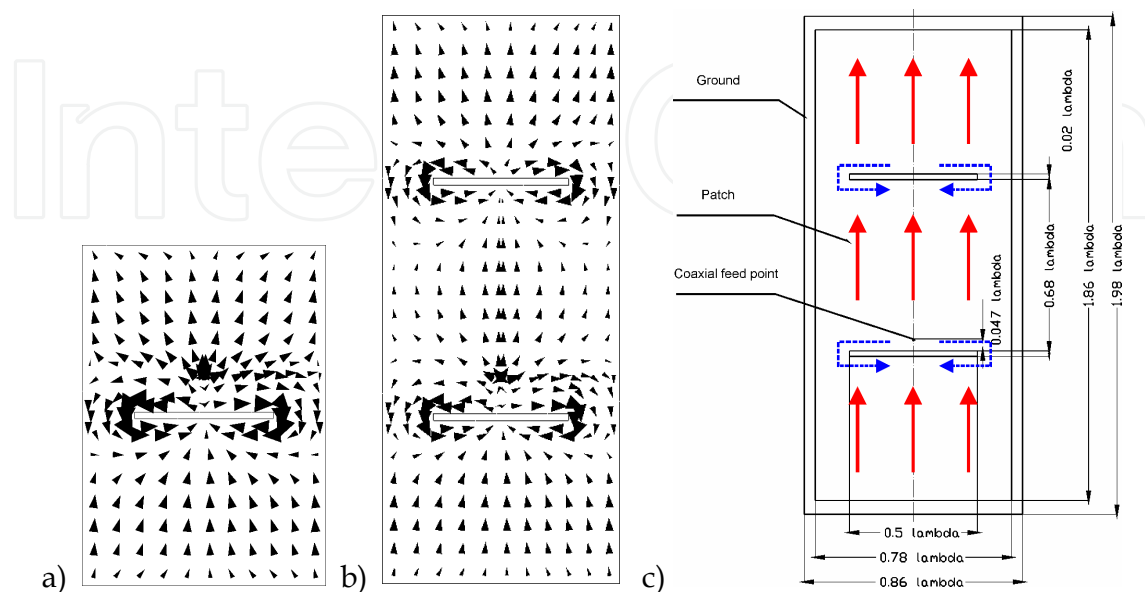 a)
b)
c)
Ground
Patch
Coaxial feed point
0.02 lambda
0.047 lambda
0.68 lambda
1.86 lambda
1.98 lambda
0.5 lambda
0.78 lambda
0.86 lambda